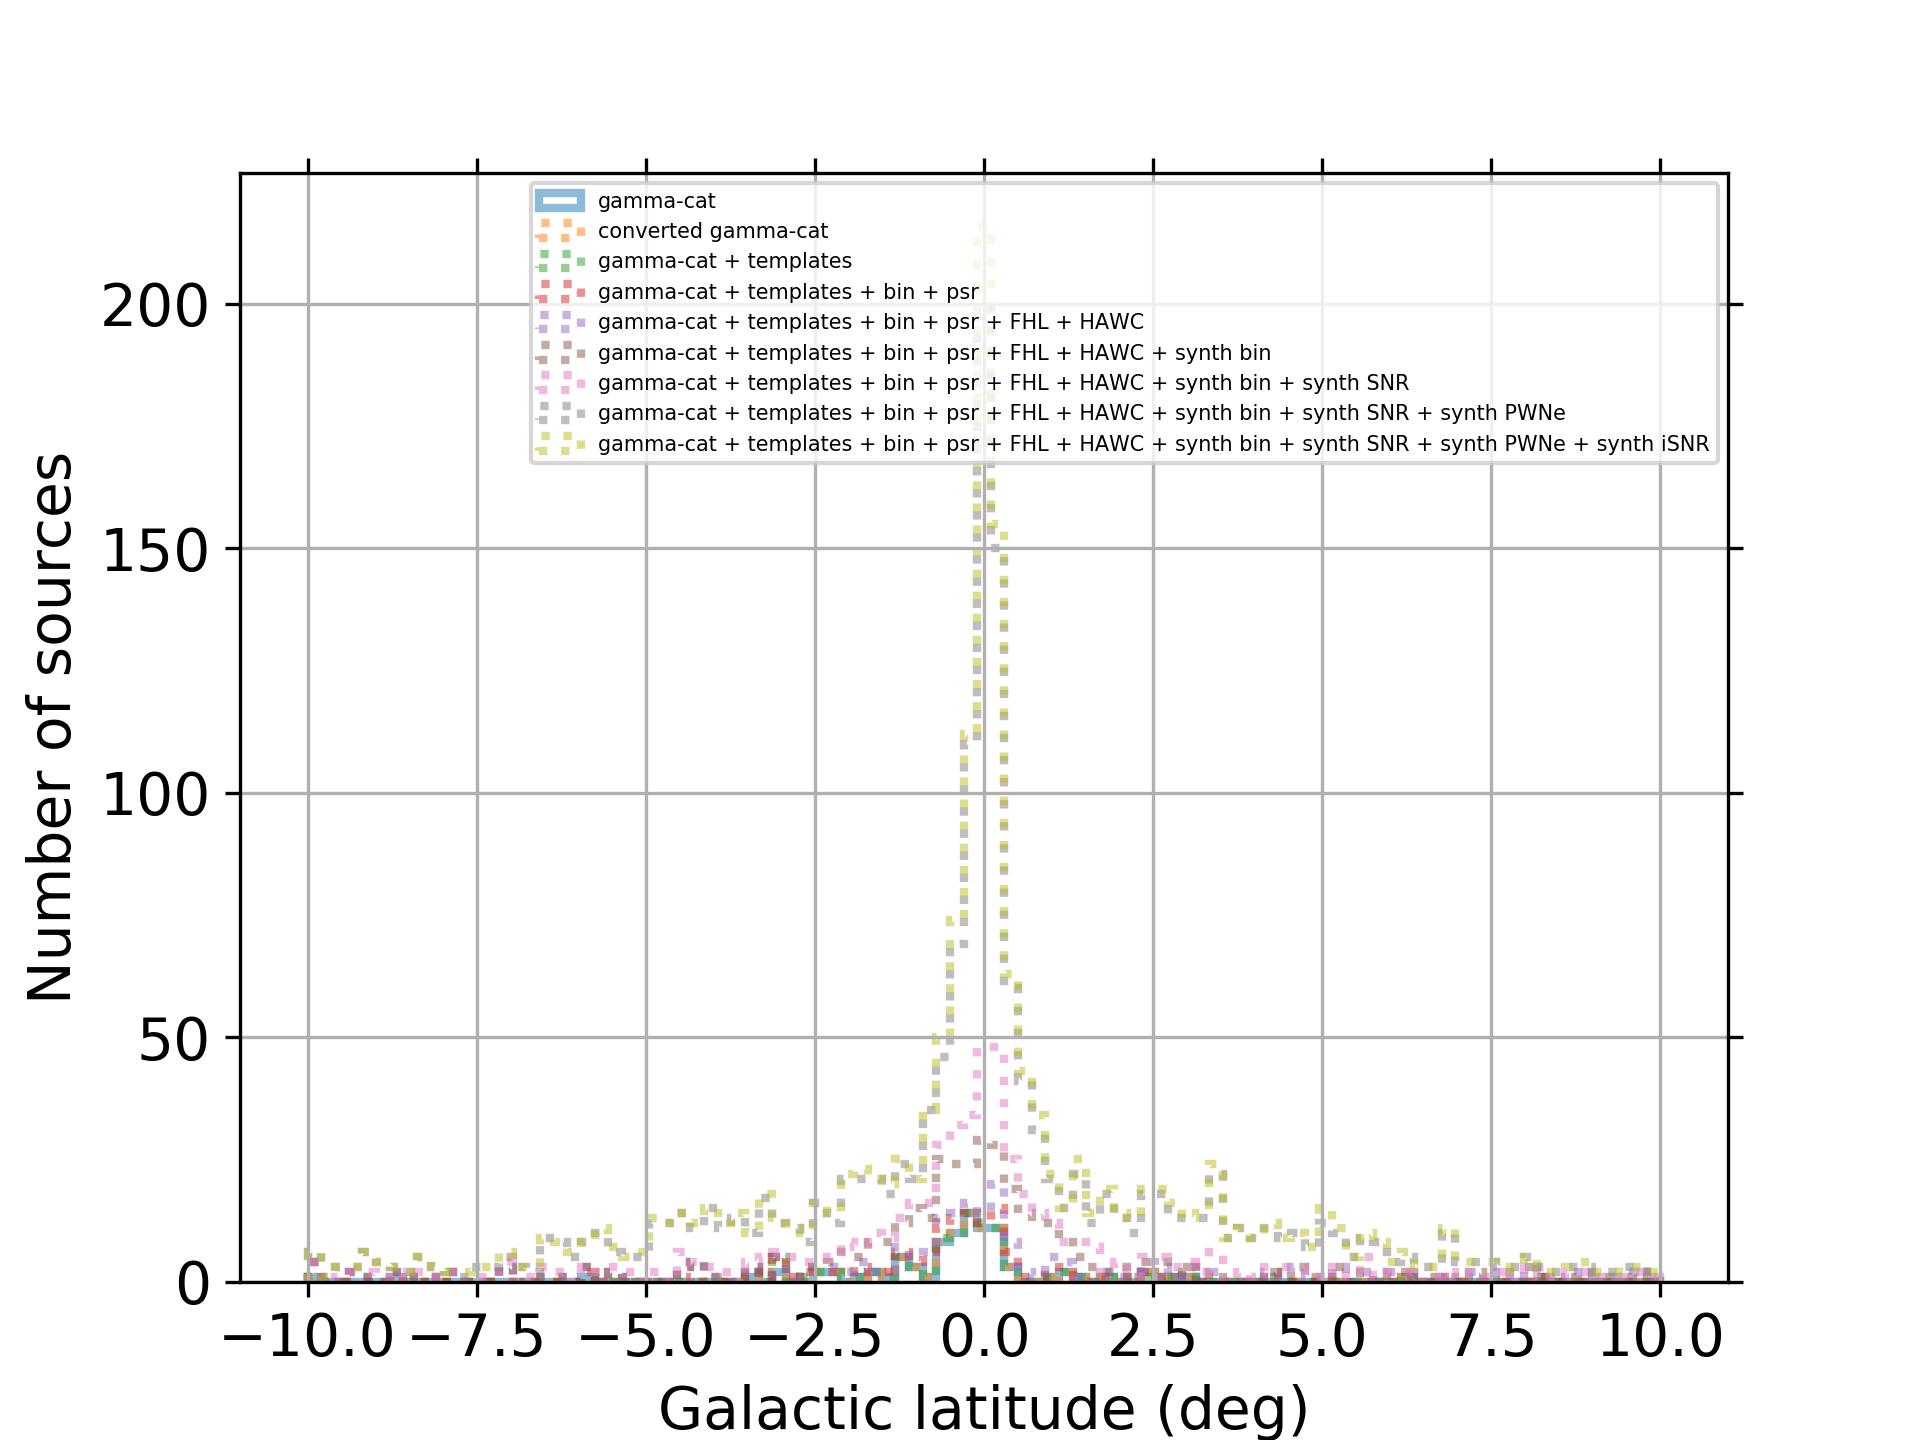 gamma-cat
converted gamma-cat
gamma-cat + templates
gamma-cat + templates + bin + psr
gamma-cat + templates + bin + psr + FHL + HAWC
gamma-cat + templates + bin + psr + FHL + HAWC + synth bin
gamma-cat + templates + bin + psr + FHL + HAWC + synth bin + synth SNR
gamma-cat + templates + bin + psr + FHL + HAWC + synth bin + synth SNR + synth PWNe
gamma-cat + templates + bin + psr + FHL + HAWC + synth bin + synth SNR + synth PWNe + synth iSNR
200
150
100
50
0
Number of sources
−10.0 −7.5 −5.0 −2.5 0.0 2.5 5.0 7.5 10.0
Galactic latitude (deg)